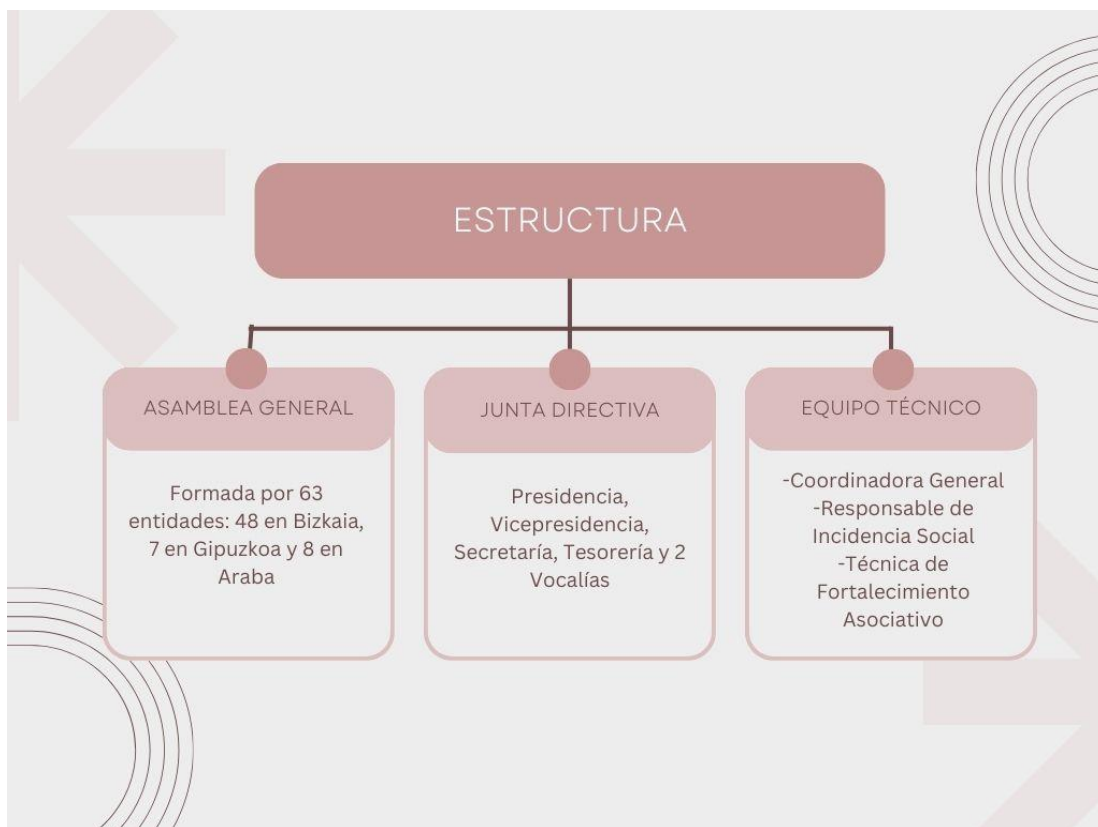 ESTRUCTURA
ASAMBLEA GENERAL
Formada por 63
entidades: 48 en Bizkaia,
7 en Gipuzkoa y 8 en
Araba
JUNTA DIRECTIVA
Presidencia,
Vicepresidencia,
Secretaría, Tesorería y 2
Vocalías
EQUIPO TÉCNICO
-Coordinadora General
-Responsable de
Incidencia Social
-Técnica de
Fortalecimiento
Asociativo